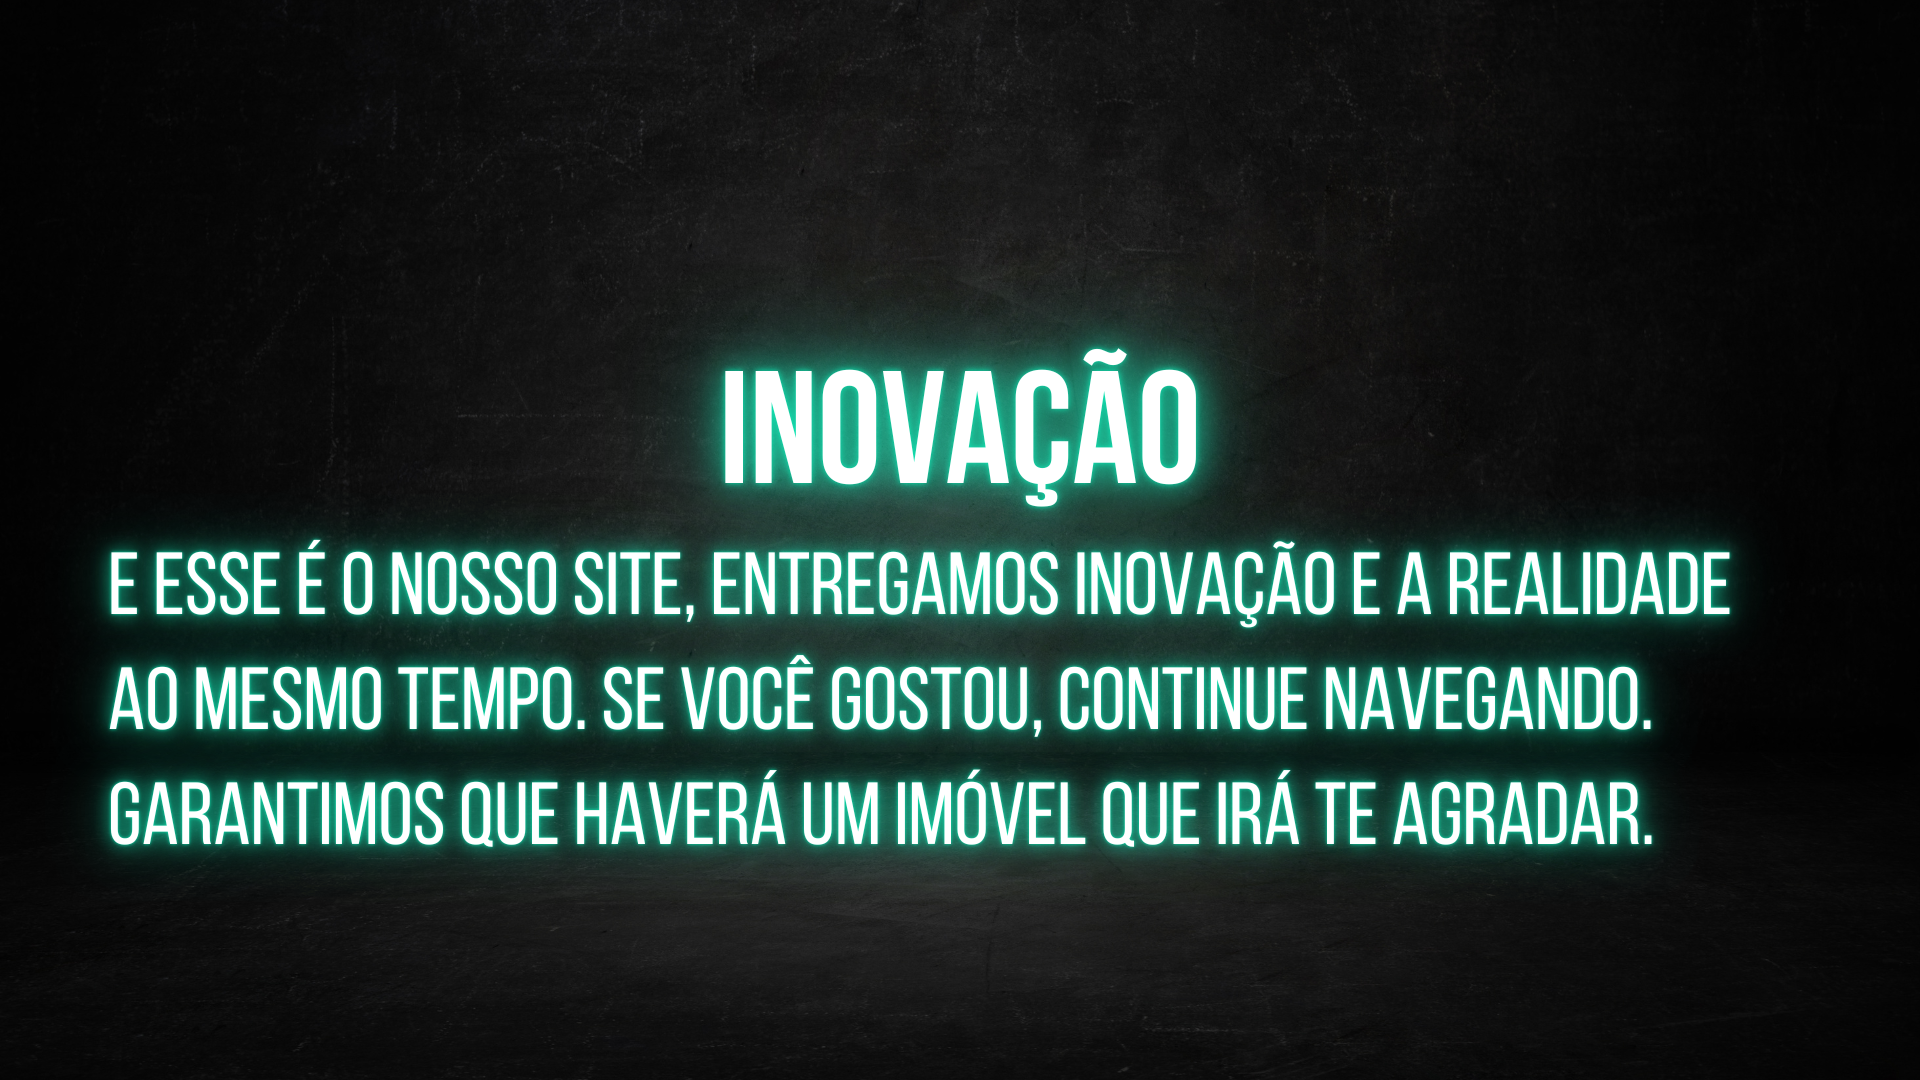 INOVAÇÃO
E ESSE É O NOSSO SITE, ENTREGAMOS INOVAÇÃO E A REALIDADE
AO MESMO TEMPO. SE VOCÊ GOSTOU, CONTINUE NAVEGANDO.
GARANTIMOS QUE HAVERÁ UM IMÓVEL QUE IRÁ TE AGRADAR.